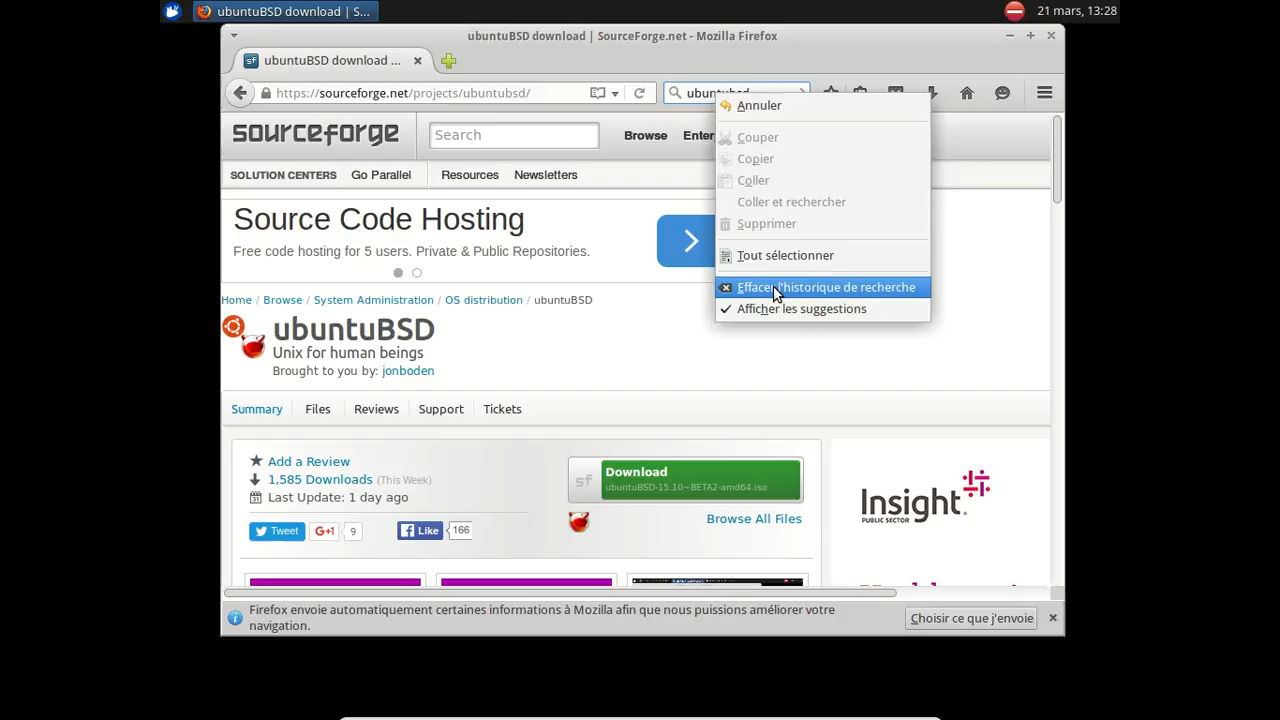 ubuntuBSD download | S...
21 mars, 13:28
ubuntuBSD download | SourceForge.net - Mozilla Firefox
ubuntuBSD download ...
https://sourceforge.net/projects/ubuntubsd/
ubuntubsd
Annuler
Couper
Copier
Coller
Coller et rechercher
Supprimer
Tout sélectionner
Effacer l'historique de recherche
Afficher les suggestions
sourceforge
Search
Browse
Enter
SOLUTION CENTERS
Go Parallel
Resources
Newsletters
Source Code Hosting
Free code hosting for 5 users. Private & Public Repositories.
Home / Browse / System Administration / OS distribution / ubuntuBSD
ubuntuBSD
Unix for human beings
Brought to you by: jonboden
Summary
Files
Reviews
Support
Tickets
Add a Review
1,585 Downloads (This Week)
Last Update: 1 day ago
Tweet
G+1
9
Like
166
sf
Download
ubuntuBSD-15.10~BETA2-amd64.iso
Browse All Files
Insight.
PUBLIC SECTOR
Firefox envoie automatiquement certaines informations à Mozilla afin que nous puissions améliorer votre
navigation.
Choisir ce que j'envoie